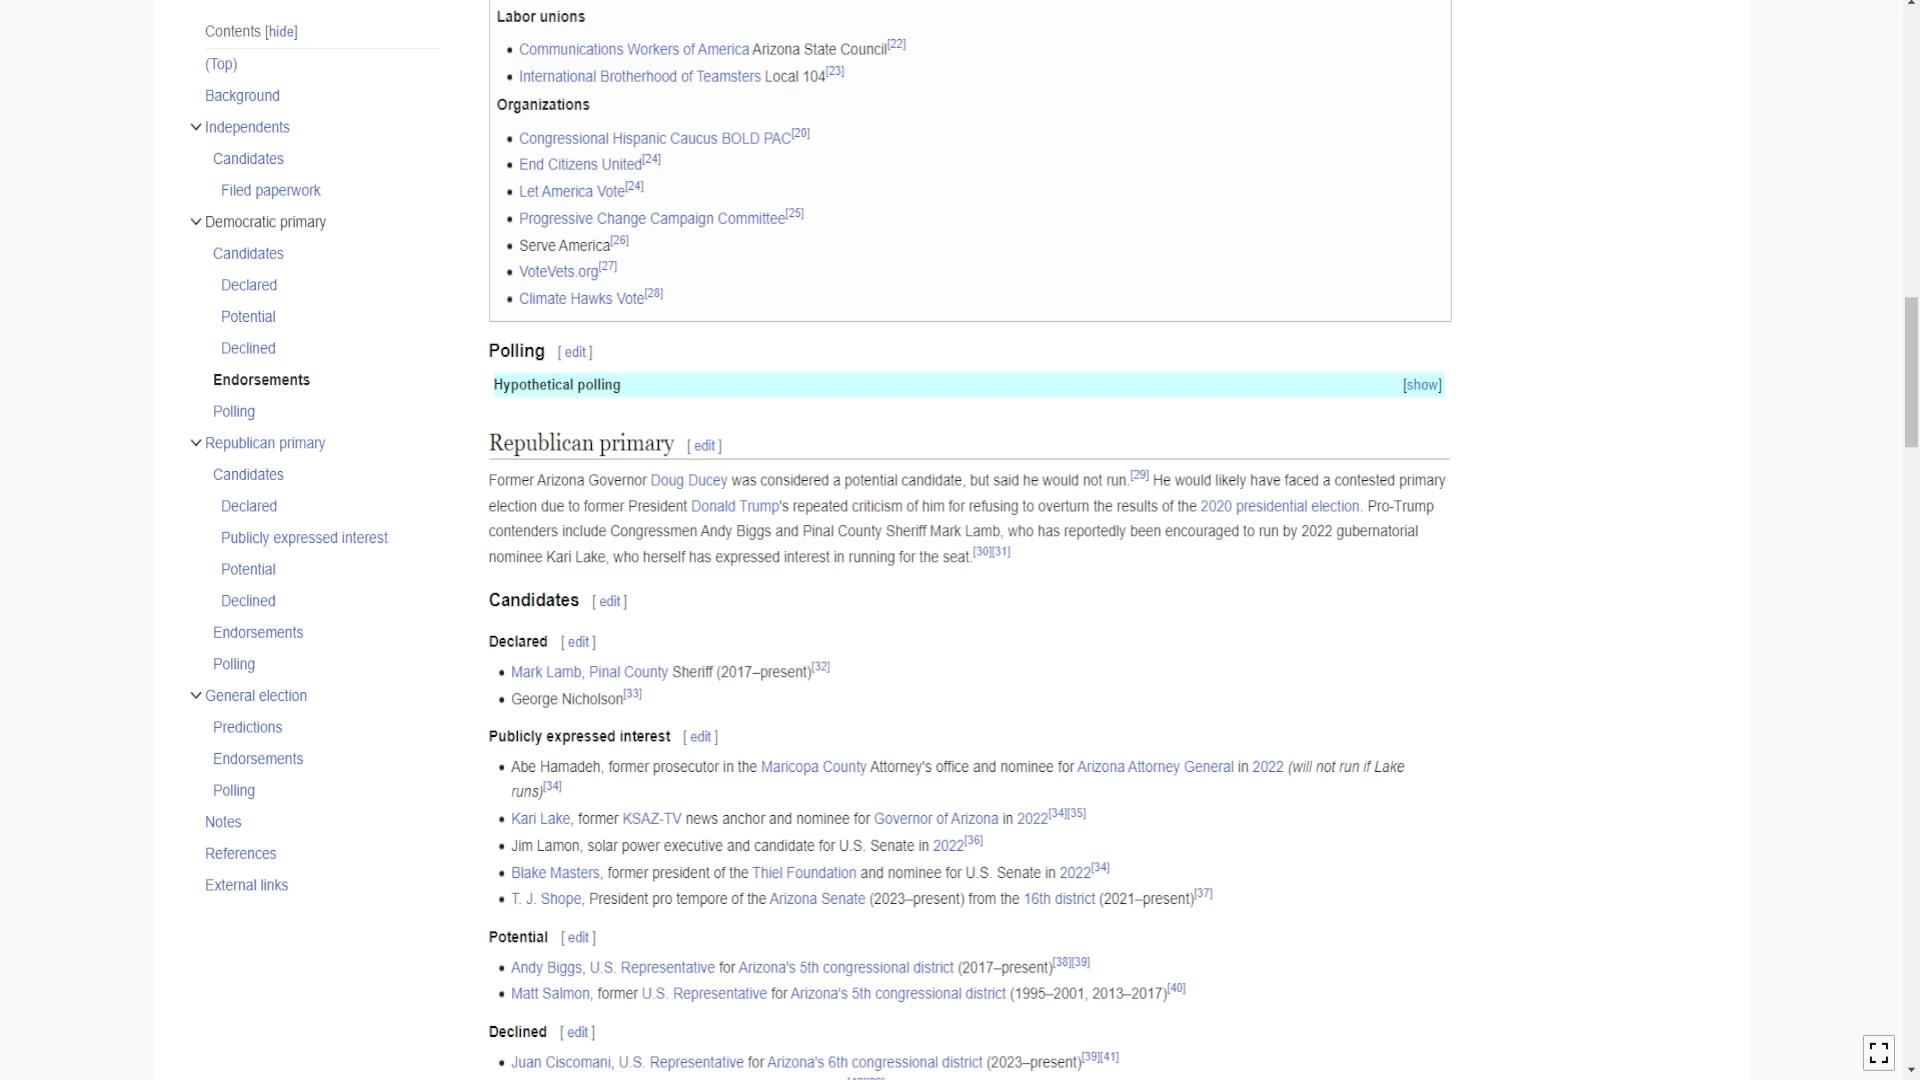 Contents [hide]
(Top)
Background
Independents
Candidates
Filed paperwork
Democratic primary
Candidates
Declared
Potential
Declined
Endorsements
Polling
Republican primary
Candidates
Declared
Publicly expressed interest
Potential
Declined
Endorsements
Polling
General election
Predictions
Endorsements
Polling
Notes
References
External links
Labor unions
Communications Workers of America Arizona State Council[22]
International Brotherhood of Teamsters Local 104[23]
Organizations
Congressional Hispanic Caucus BOLD PAC[20]
End Citizens United[24]
Let America Vote[24]
Progressive Change Campaign Committee[25]
Serve America[26]
VoteVets.org[27]
Climate Hawks Vote[28]
Polling [ edit ]
Hypothetical polling [show]
Republican primary [ edit ]
Former Arizona Governor Doug Ducey was considered a potential candidate, but said he would not run.[29] He would likely have faced a contested primary
election due to former President Donald Trump's repeated criticism of him for refusing to overturn the results of the 2020 presidential election. Pro-Trump
contenders include Congressmen Andy Biggs and Pinal County Sheriff Mark Lamb, who has reportedly been encouraged to run by 2022 gubernatorial
nominee Kari Lake, who herself has expressed interest in running for the seat.[30][31]
Candidates [ edit ]
Declared [ edit ]
Mark Lamb, Pinal County Sheriff (2017–present)[32]
George Nicholson[33]
Publicly expressed interest [ edit ]
Abe Hamadeh, former prosecutor in the Maricopa County Attorney's office and nominee for Arizona Attorney General in 2022 (will not run if Lake
runs)[34]
Kari Lake, former KSAZ-TV news anchor and nominee for Governor of Arizona in 2022[34][35]
Jim Lamon, solar power executive and candidate for U.S. Senate in 2022[36]
Blake Masters, former president of the Thiel Foundation and nominee for U.S. Senate in 2022[34]
T. J. Shope, President pro tempore of the Arizona Senate (2023–present) from the 16th district (2021–present)[37]
Potential [ edit ]
Andy Biggs, U.S. Representative for Arizona's 5th congressional district (2017–present)[38][39]
Matt Salmon, former U.S. Representative for Arizona's 5th congressional district (1995–2001, 2013–2017)[40]
Declined [ edit ]
Juan Ciscomani, U.S. Representative for Arizona's 6th congressional district (2023–present)[39][41]